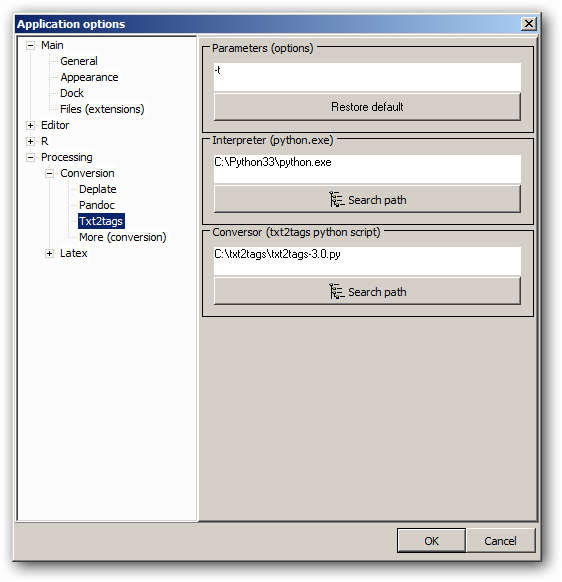 Application options
Main
General
Appearance
Dock
Files (extensions)
Editor
R
Processing
Conversion
Deplate
Pandoc
Txt2tags
More (conversion)
Latex
Parameters (options)
-t
Restore default
Interpreter (python.exe)
C:\Python33\python.exe
Search path
Conversor (txt2tags python script)
C:\txt2tags\txt2tags-3.0.py
Search path
OK
Cancel